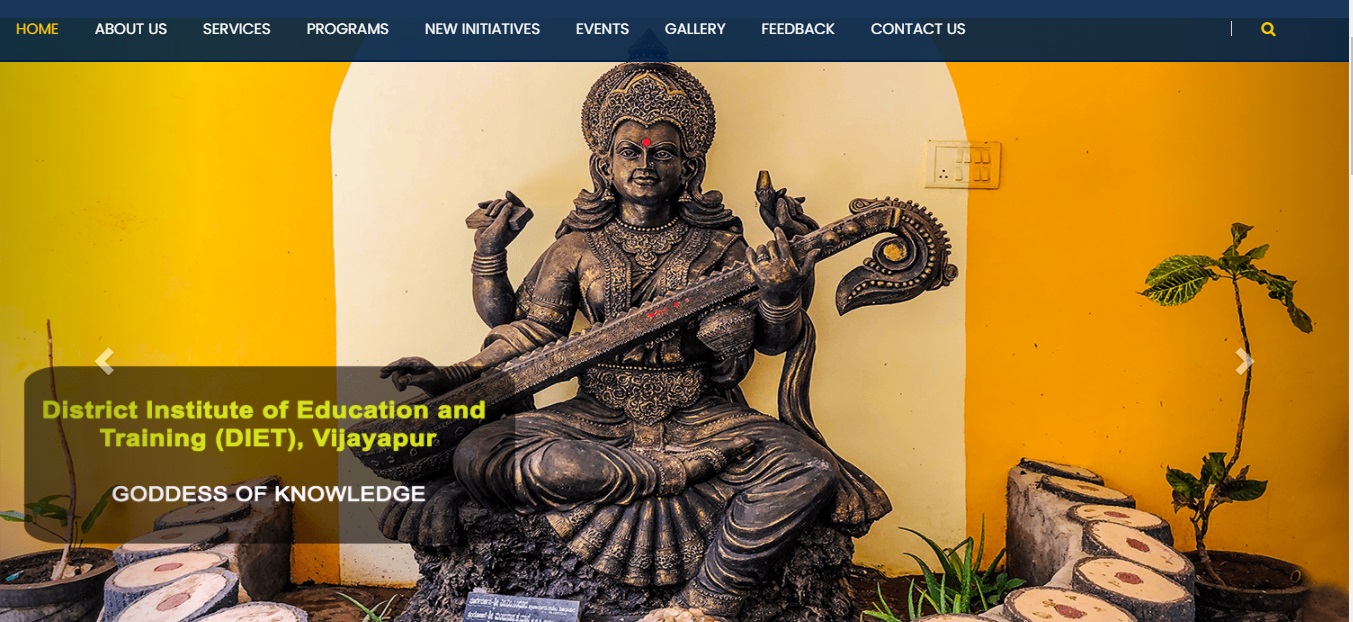 HOME ABOUT US SERVICES PROGRAMS NEW INITIATIVES EVENTS GALLERY FEEDBACK CONTACT US
District Institute of Education and
Training (DIET), Vijayapur
GODDESS OF KNOWLEDGE